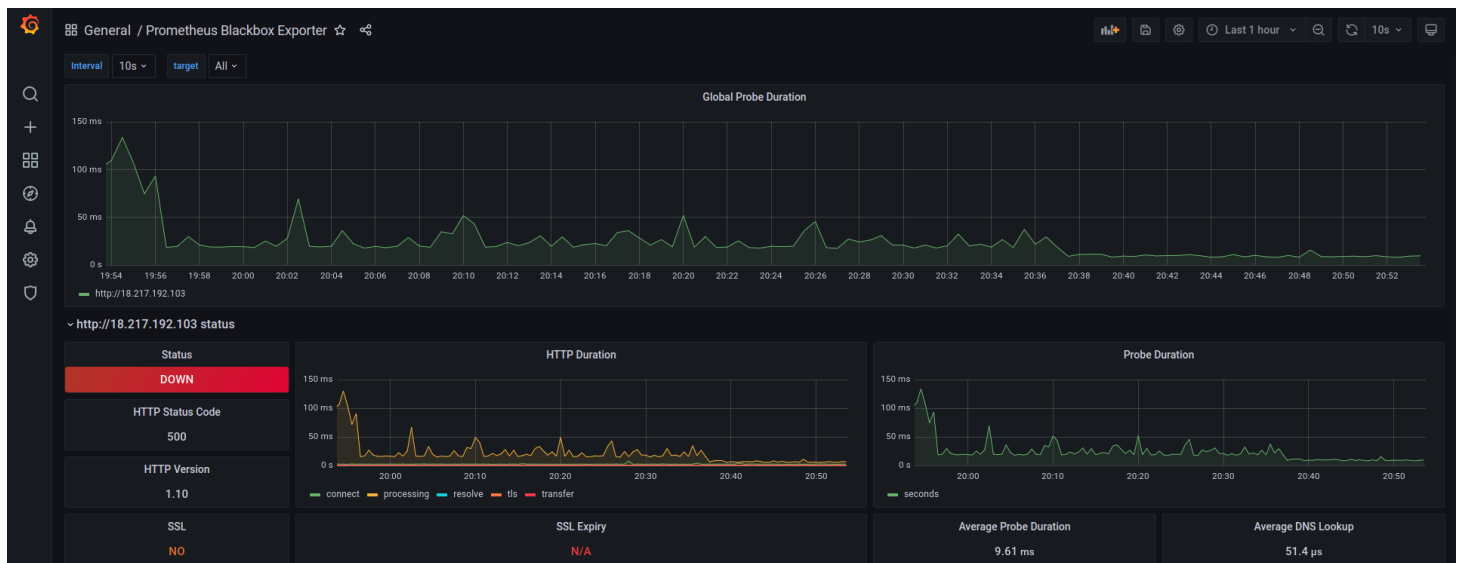 General / Prometheus Blackbox Exporter
Last 1 hour
10s
Interval 10s target All
Global Probe Duration
150 ms
100 ms
50 ms
0 s
19:54 19:56 19:58 20:00 20:02 20:04 20:06 20:08 20:10 20:12 20:14 20:16 20:18 20:20 20:22 20:24 20:26 20:28 20:30 20:32 20:34 20:36 20:38 20:40 20:42 20:44 20:46 20:48 20:50 20:52
http://18.217.192.103
http://18.217.192.103 status
Status
DOWN
HTTP Status Code
500
HTTP Version
1.10
SSL
NO
HTTP Duration
150 ms
100 ms
50 ms
0 s
20:00 20:10 20:20 20:30 20:40 20:50
connect processing resolve tls transfer
SSL Expiry
N/A
Probe Duration
150 ms
100 ms
50 ms
0 s
20:00 20:10 20:20 20:30 20:40 20:50
seconds
Average Probe Duration
9.61 ms
Average DNS Lookup
51.4 µs